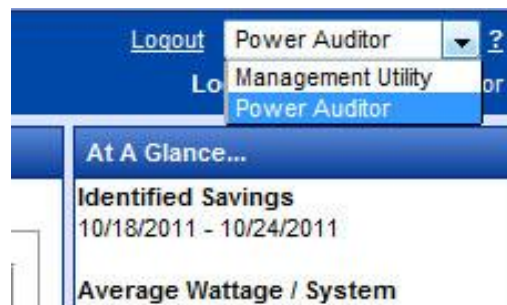 Logout Power Auditor ?
Lo Management Utility or
Power Auditor
At A Glance...
Identified Savings
10/18/2011 - 10/24/2011
Average Wattage / System